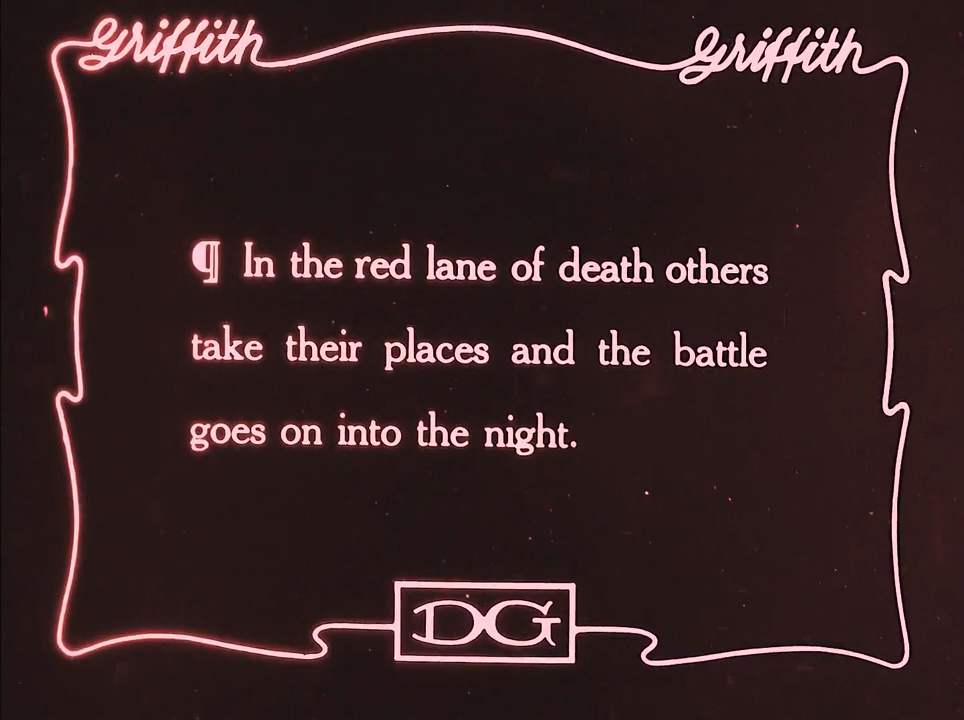 Griffith Griffith
¶ In the red lane of death others
take their places and the battle
goes on into the night.
DG